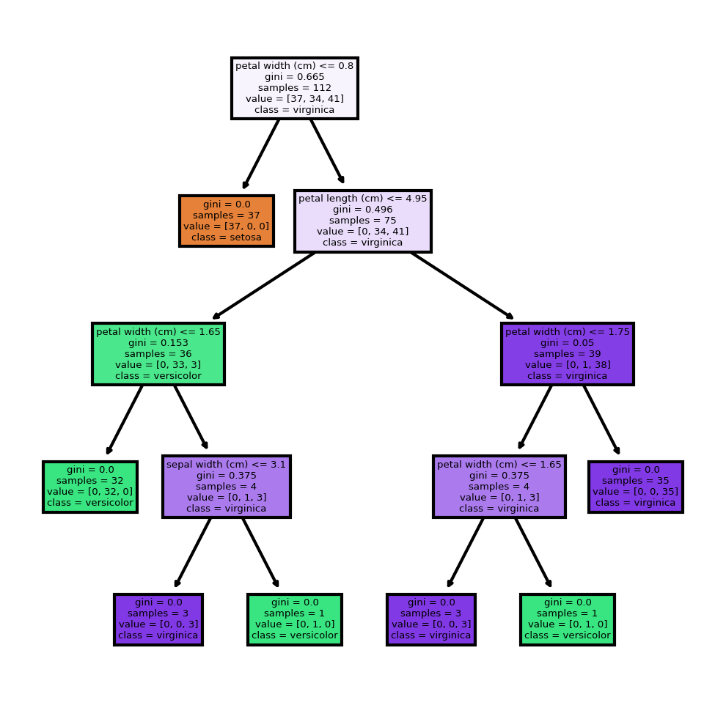 petal width (cm) <= 0.8
gini = 0.665
samples = 112
value = [37, 34, 41]
class = virginica
gini = 0.0
samples = 37
value = [37, 0, 0]
class = setosa
petal length (cm) <= 4.95
gini = 0.496
samples = 75
value = [0, 34, 41]
class = virginica
petal width (cm) <= 1.65
gini = 0.153
samples = 36
value = [0, 33, 3]
class = versicolor
petal width (cm) <= 1.75
gini = 0.05
samples = 39
value = [0, 1, 38]
class = virginica
gini = 0.0
samples = 32
value = [0, 32, 0]
class = versicolor
sepal width (cm) <= 3.1
gini = 0.375
samples = 4
value = [0, 1, 3]
class = virginica
petal width (cm) <= 1.65
gini = 0.375
samples = 4
value = [0, 1, 3]
class = virginica
gini = 0.0
samples = 35
value = [0, 0, 35]
class = virginica
gini = 0.0
samples = 3
value = [0, 0, 3]
class = virginica
gini = 0.0
samples = 1
value = [0, 1, 0]
class = versicolor
gini = 0.0
samples = 3
value = [0, 0, 3]
class = virginica
gini = 0.0
samples = 1
value = [0, 1, 0]
class = versicolor